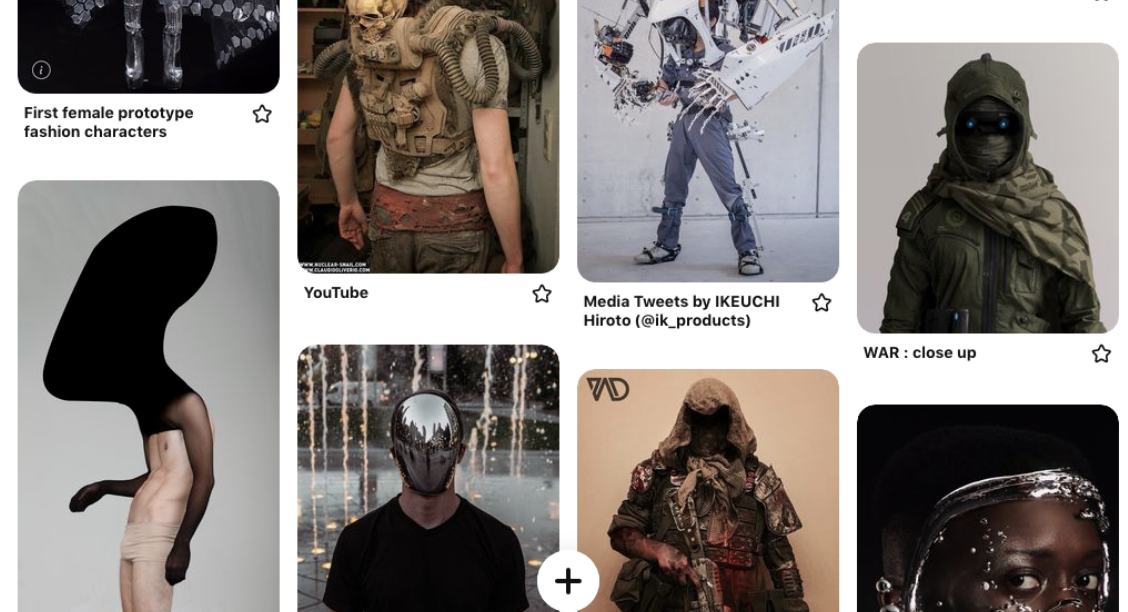 First female prototype
fashion characters
WWW.NUCLEAR-SNAIL.COM
WWW.CLAUDIOOLIVERIO.COM
YouTube
Media Tweets by IKEUCHI
Hiroto (@ik_products)
WAR : close up